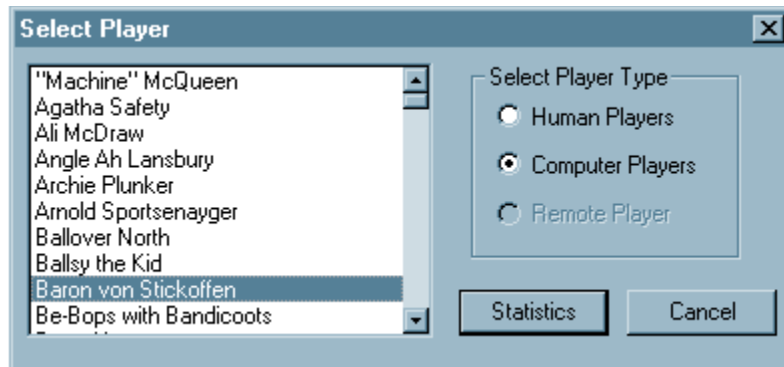 Select Player
"Machine" McQueen
Agatha Safety
Ali McDraw
Angle Ah Lansbury
Archie Plunker
Arnold Sportsenayger
Ballover North
Ballsy the Kid
Baron von Stickoffen
Be-Bops with Bandicoots
Select Player Type
Human Players
Computer Players
Remote Player
Statistics
Cancel